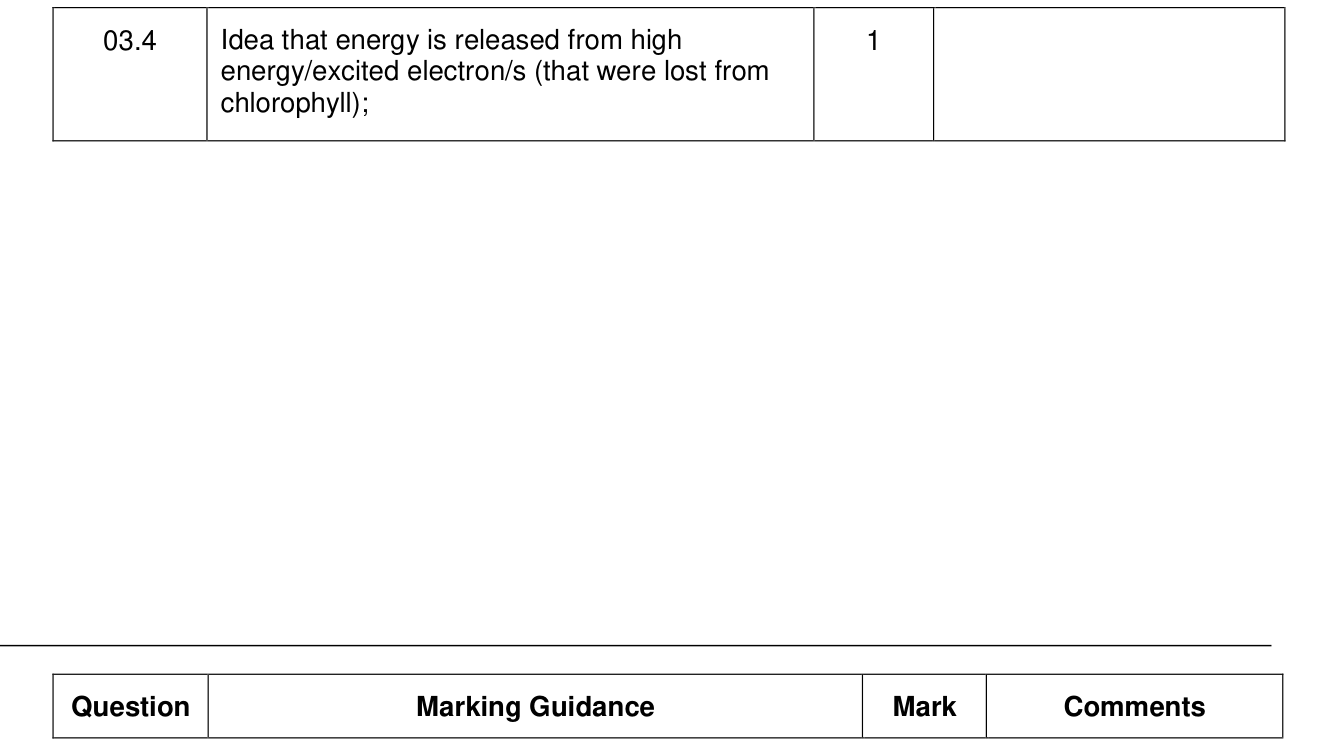 03.4
Idea that energy is released from high
energy/excited electron/s (that were lost from
chlorophyll);
1
Question
Marking Guidance
Mark
Comments